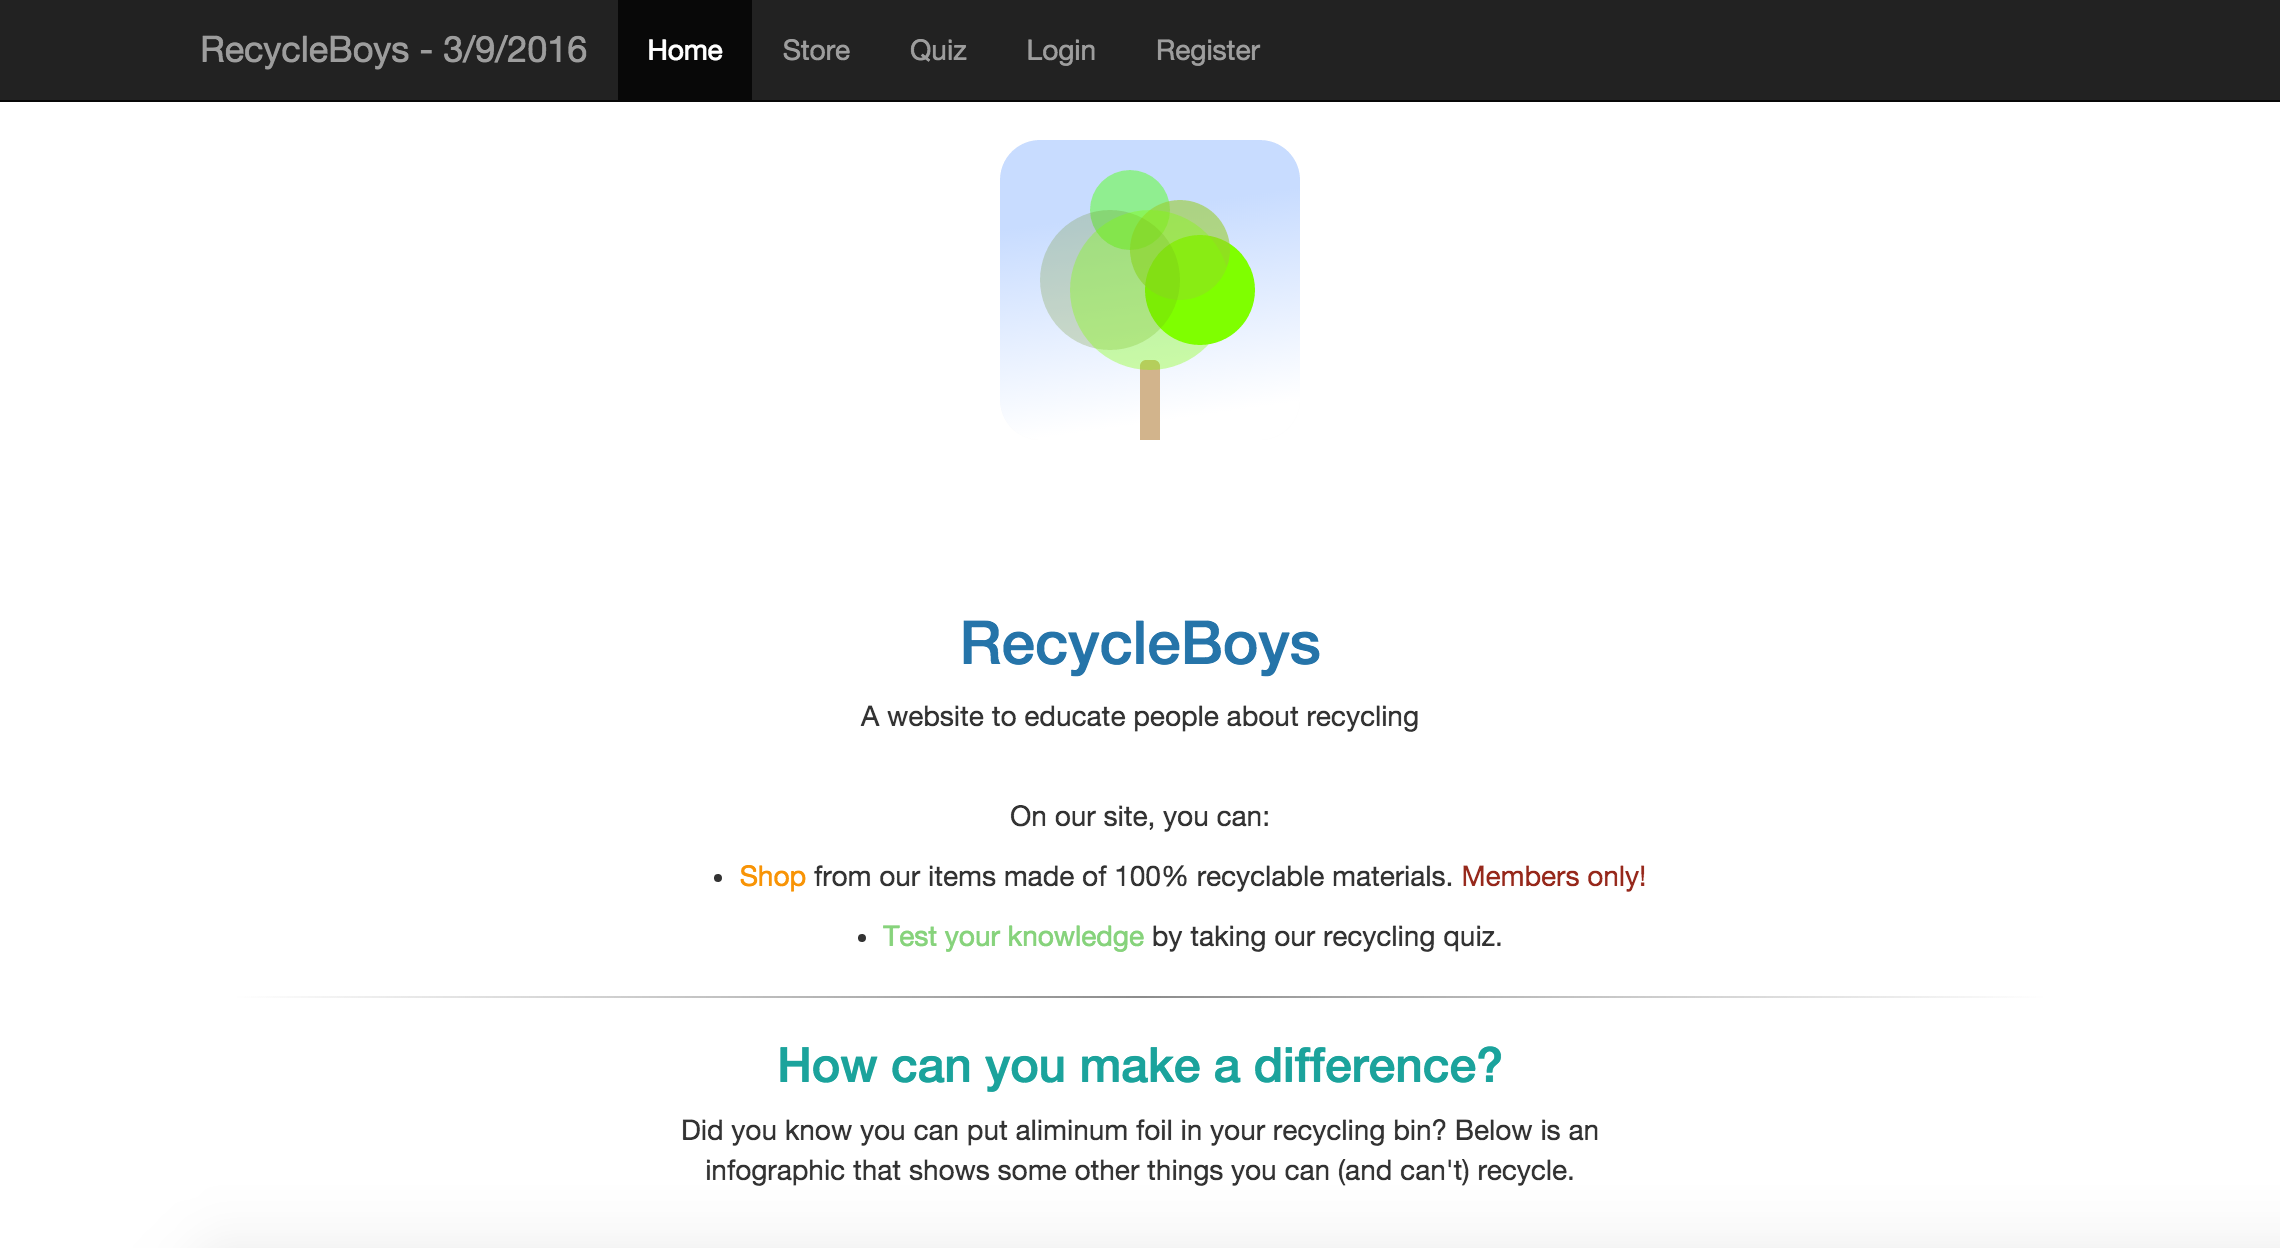 RecycleBoys - 3/9/2016 Home Store Quiz Login Register
RecycleBoys
A website to educate people about recycling
On our site, you can:
• Shop from our items made of 100% recyclable materials. Members only!
• Test your knowledge by taking our recycling quiz.
How can you make a difference?
Did you know you can put aliminum foil in your recycling bin? Below is an
infographic that shows some other things you can (and can't) recycle.